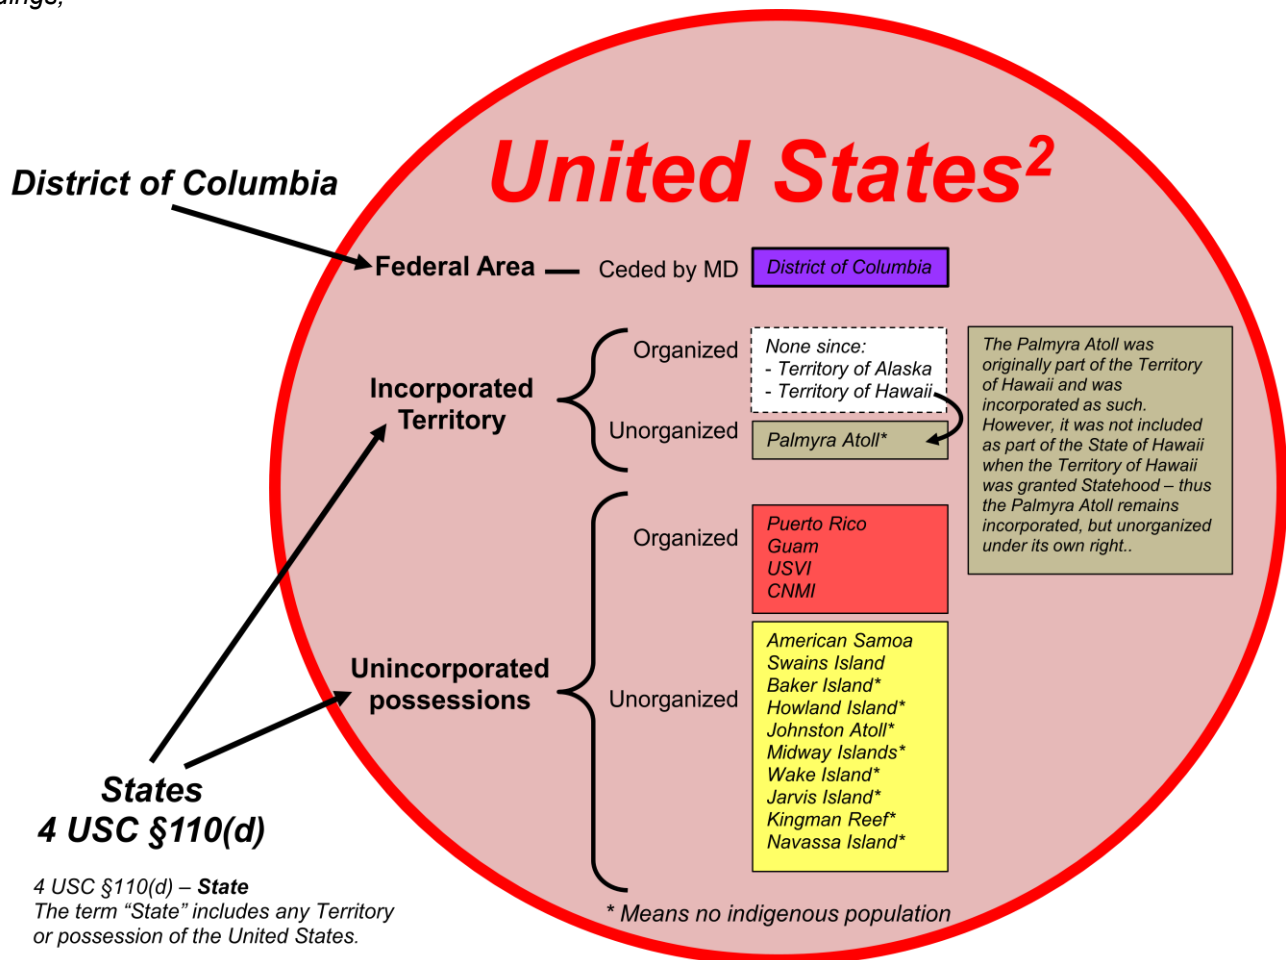 dings,
United States²
District of Columbia
Federal Area
Ceded by MD
District of Columbia
Incorporated
Territory
Organized
None since:
- Territory of Alaska
- Territory of Hawaii
Unorganized
Palmyra Atoll*
The Palmyra Atoll was
originally part of the Territory
of Hawaii and was
incorporated as such.
However, it was not included
as part of the State of Hawaii
when the Territory of Hawaii
was granted Statehood – thus
the Palmyra Atoll remains
incorporated, but unorganized
under its own right..
Unincorporated
possessions
Organized
Puerto Rico
Guam
USVI
CNMI
Unorganized
American Samoa
Swains Island
Baker Island*
Howland Island*
Johnston Atoll*
Midway Islands*
Wake Island*
Jarvis Island*
Kingman Reef*
Navassa Island*
States
4 USC §110(d)
4 USC §110(d) – State
The term “State” includes any Territory
or possession of the United States.
* Means no indigenous population